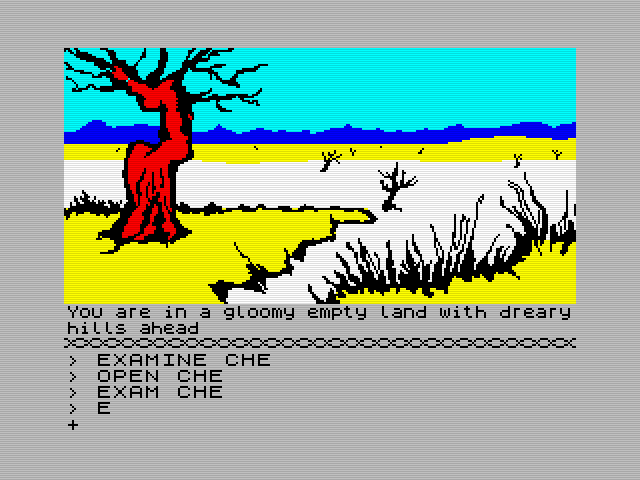 You are in a gloomy empty land with dreary
hills ahead
> EXAMINE CHE
> OPEN CHE
> EXAM CHE
> E
+